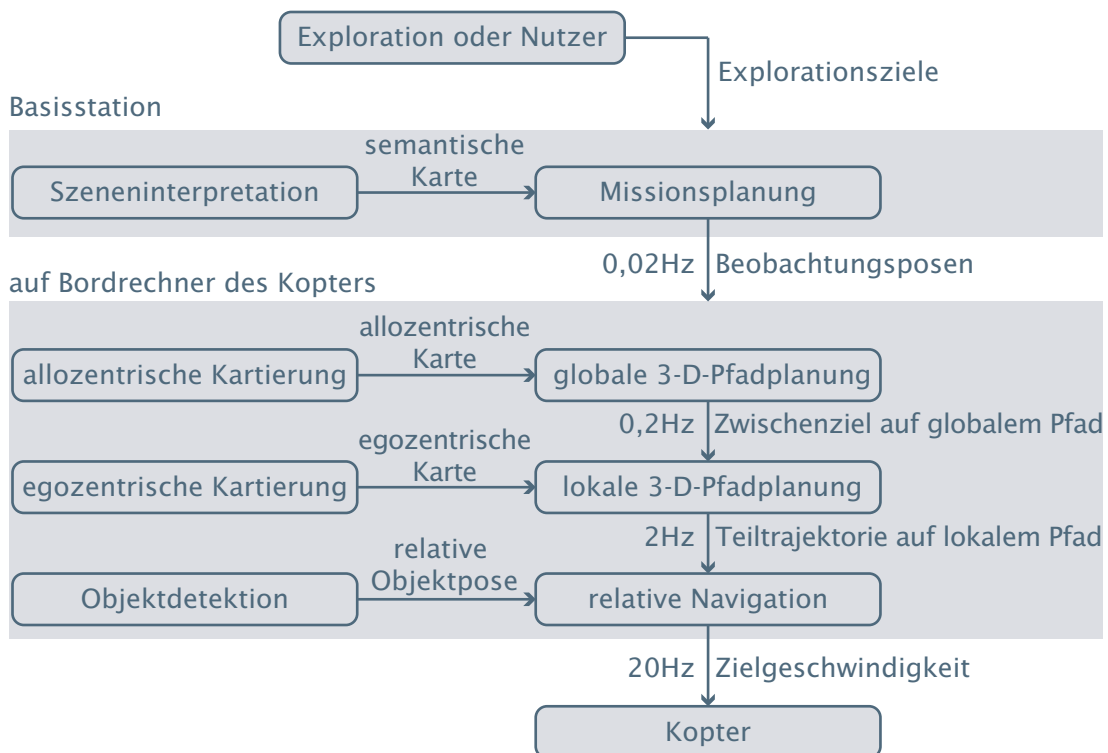 Exploration oder Nutzer
Explorationsziele
Basisstation
semantische
Karte
Szeneninterpretation
Missionsplanung
0,02Hz
Beobachtungsposen
auf Bordrechner des Kopters
allozentrische
Karte
allozentrische Kartierung
globale 3-D-Pfadplanung
0,2Hz
Zwischenziel auf globalem Pfad
egozentrische
Karte
egozentrische Kartierung
lokale 3-D-Pfadplanung
2Hz
Teiltrajektorie auf lokalem Pfad
relative
Objektpose
Objektdetektion
relative Navigation
20Hz
Zielgeschwindigkeit
Kopter